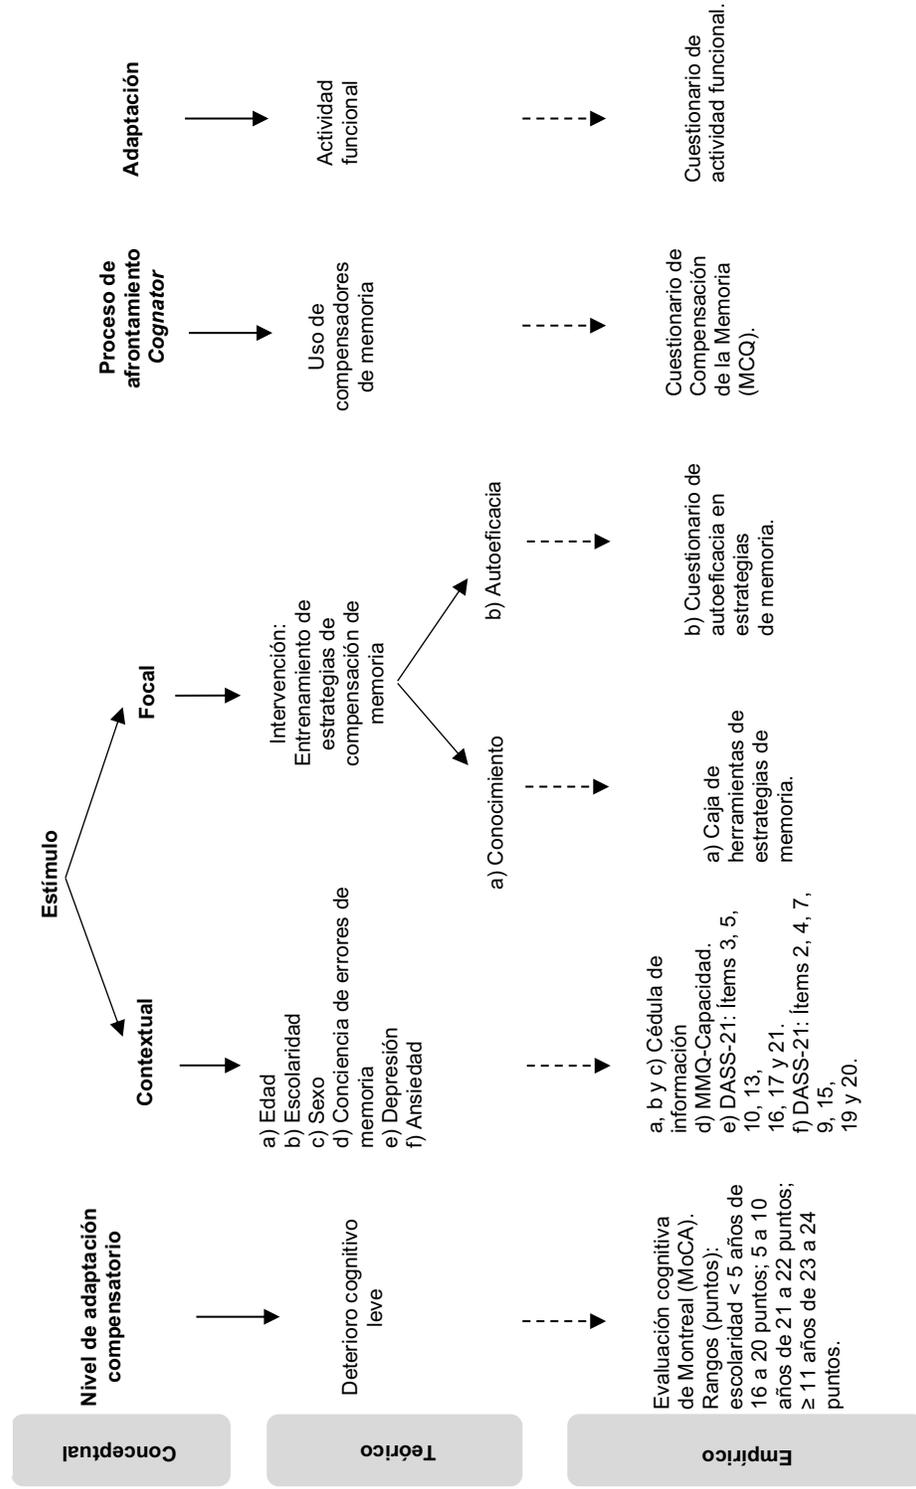 Conceptual
Nivel de adaptación
compensatorio
Estímulo
Contextual
Focal
Proceso de
afrontamiento
Cognator
Adaptación
Teórico
Deterioro cognitivo
leve
a) Edad
b) Escolaridad
c) Sexo
d) Conciencia de errores de
memoria
e) Depresión
f) Ansiedad
Intervención:
Entrenamiento de
estrategias de
compensación de
memoria
a) Conocimiento
b) Autoeficacia
Uso de
compensadores
de memoria
Actividad
funcional
Empírico
Evaluación cognitiva
de Montreal (MoCA).
Rangos (puntos):
escolaridad < 5 años de
16 a 20 puntos; 5 a 10
años de 21 a 22 puntos;
≥ 11 años de 23 a 24
puntos.
a, b y c) Cédula de
información
d) MMQ-Capacidad.
e) DASS-21: Ítems 3, 5,
10, 13,
16, 17 y 21.
f) DASS-21: Ítems 2, 4, 7,
9, 15,
19 y 20.
a) Caja de
herramientas de
estrategias de
memoria.
b) Cuestionario de
autoeficacia en
estrategias
de memoria.
Cuestionario de
Compensación
de la Memoria
(MCQ).
Cuestionario de
actividad funcional.